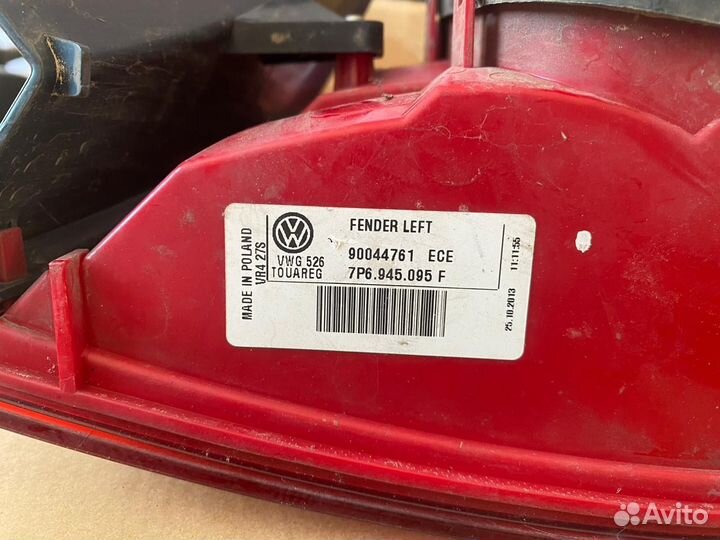 FENDER LEFT
90044761 ECE
7P6.945.095 F
VWG 526
TOUAREG
MADE IN POLAND
VR4 27S
25.10.2013 11:11:55
Avito